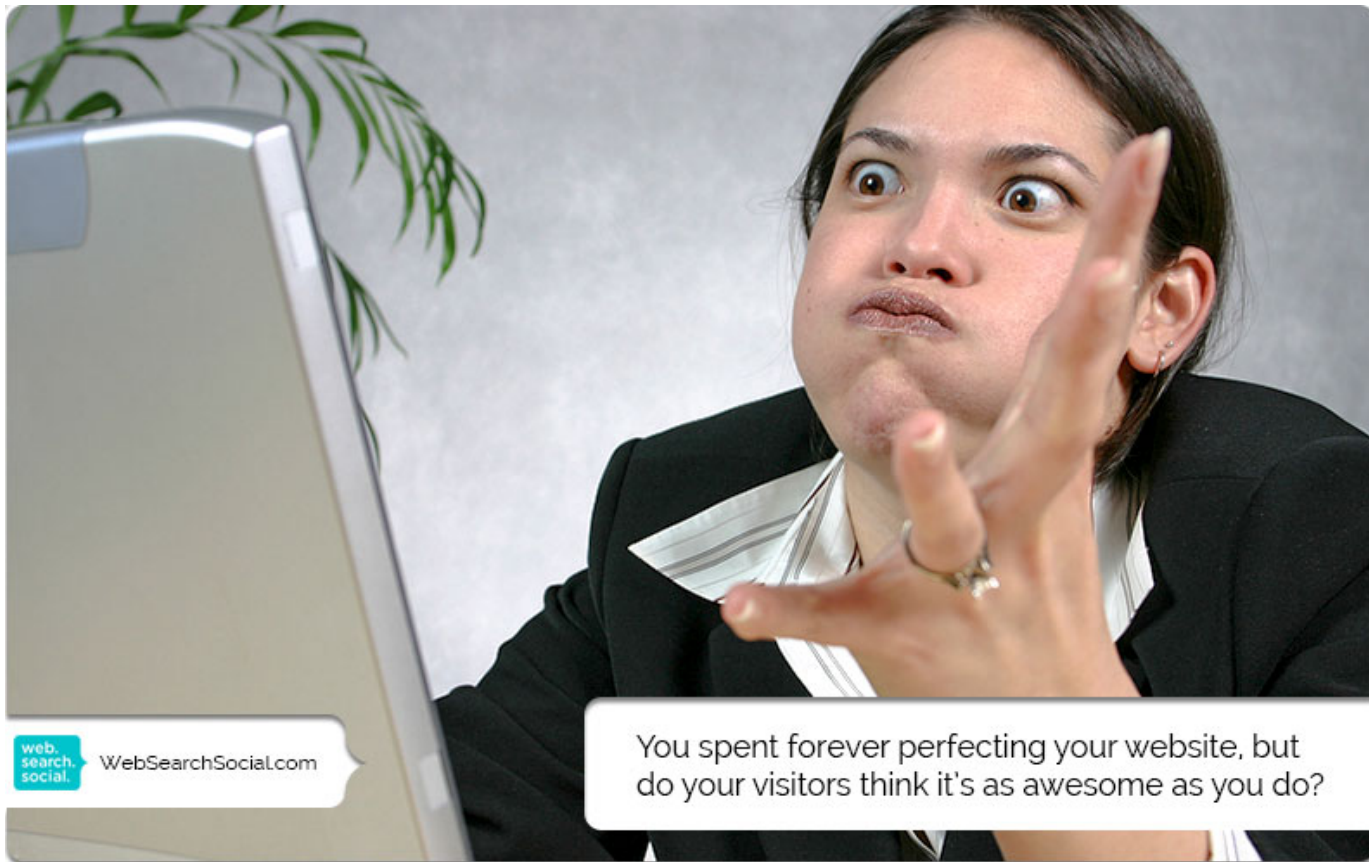 web.
search.
social.
WebSearchSocial.com
You spent forever perfecting your website, but
do your visitors think it's as awesome as you do?